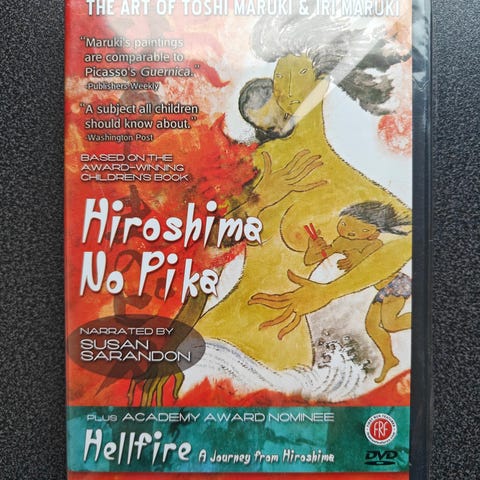 THE ART OF TOSHI MARUKI & IRI MARUKI
"Maruki's paintings
are comparable to
Picasso's Guernica."
-Publishers Weekly
"A subject all children
should know about."
-Washington Post
BASED ON THE
AWARD-WINNING
CHILDREN'S BOOK
Hiroshima
No Pika
NARRATED BY
SUSAN
SARANDON
PLUS ACADEMY AWARD NOMINEE
Hellfire A Journey from Hiroshima
FRF
DVD